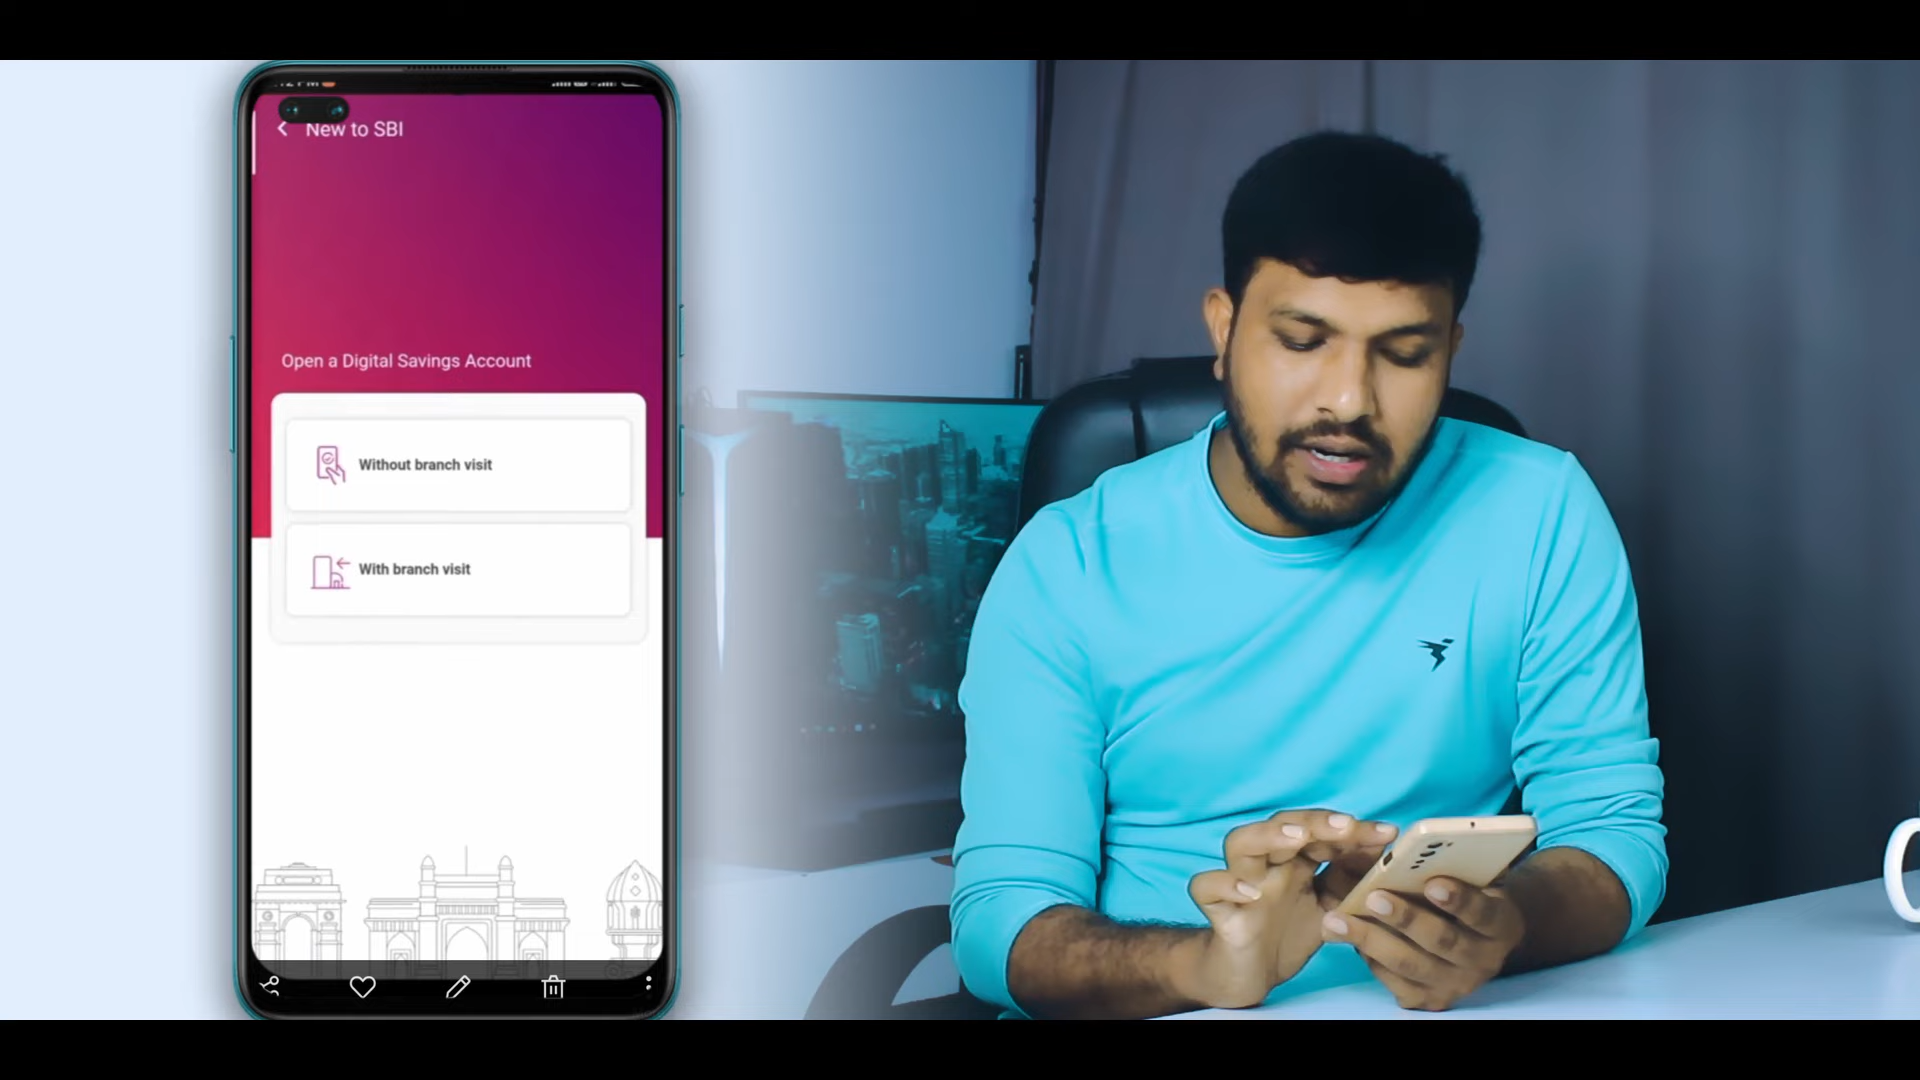 New to SBI
Open a Digital Savings Account
Without branch visit
With branch visit